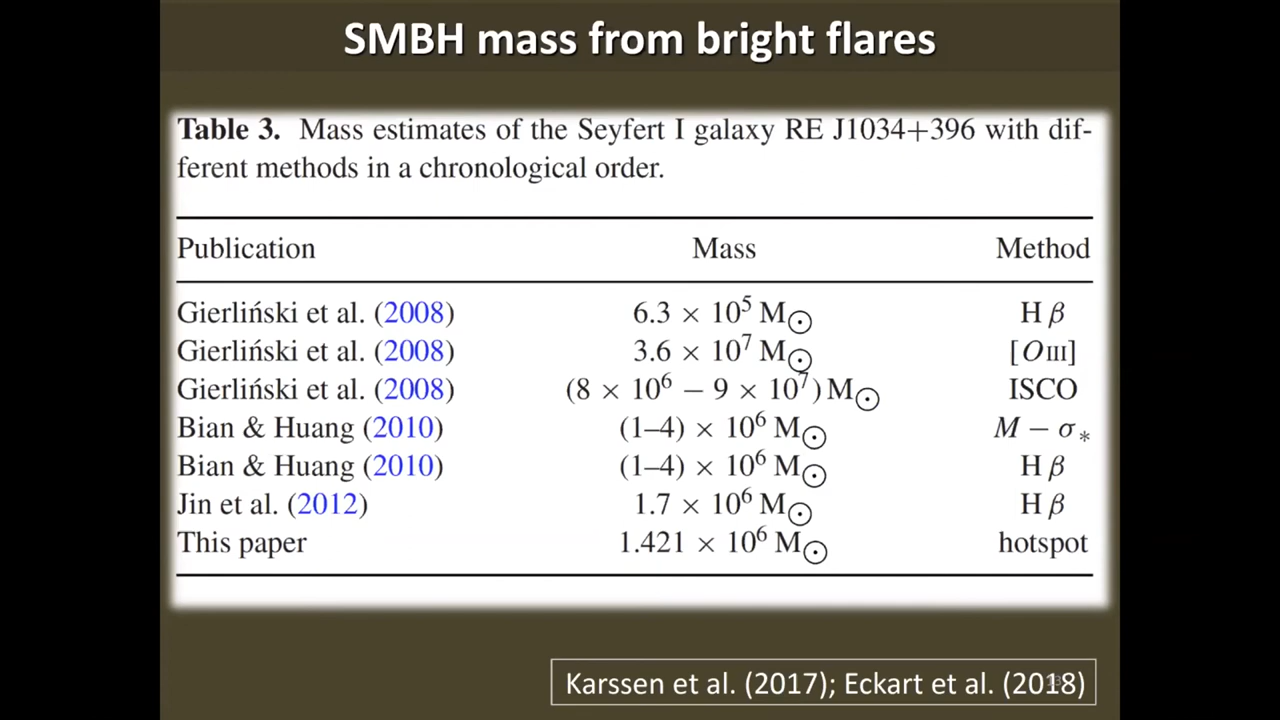 SMBH mass from bright flares
Table 3. Mass estimates of the Seyfert I galaxy RE J1034+396 with dif-
ferent methods in a chronological order.
Publication Mass Method
Gierliński et al. (2008) 6.3 × 10⁵ M⊙ H β
Gierliński et al. (2008) 3.6 × 10⁷ M⊙ [O III]
Gierliński et al. (2008) (8 × 10⁶ − 9 × 10⁷) M⊙ ISCO
Bian & Huang (2010) (1–4) × 10⁶ M⊙ M − σ*
Bian & Huang (2010) (1–4) × 10⁶ M⊙ H β
Jin et al. (2012) 1.7 × 10⁶ M⊙ H β
This paper 1.421 × 10⁶ M⊙ hotspot
Karssen et al. (2017); Eckart et al. (2018)